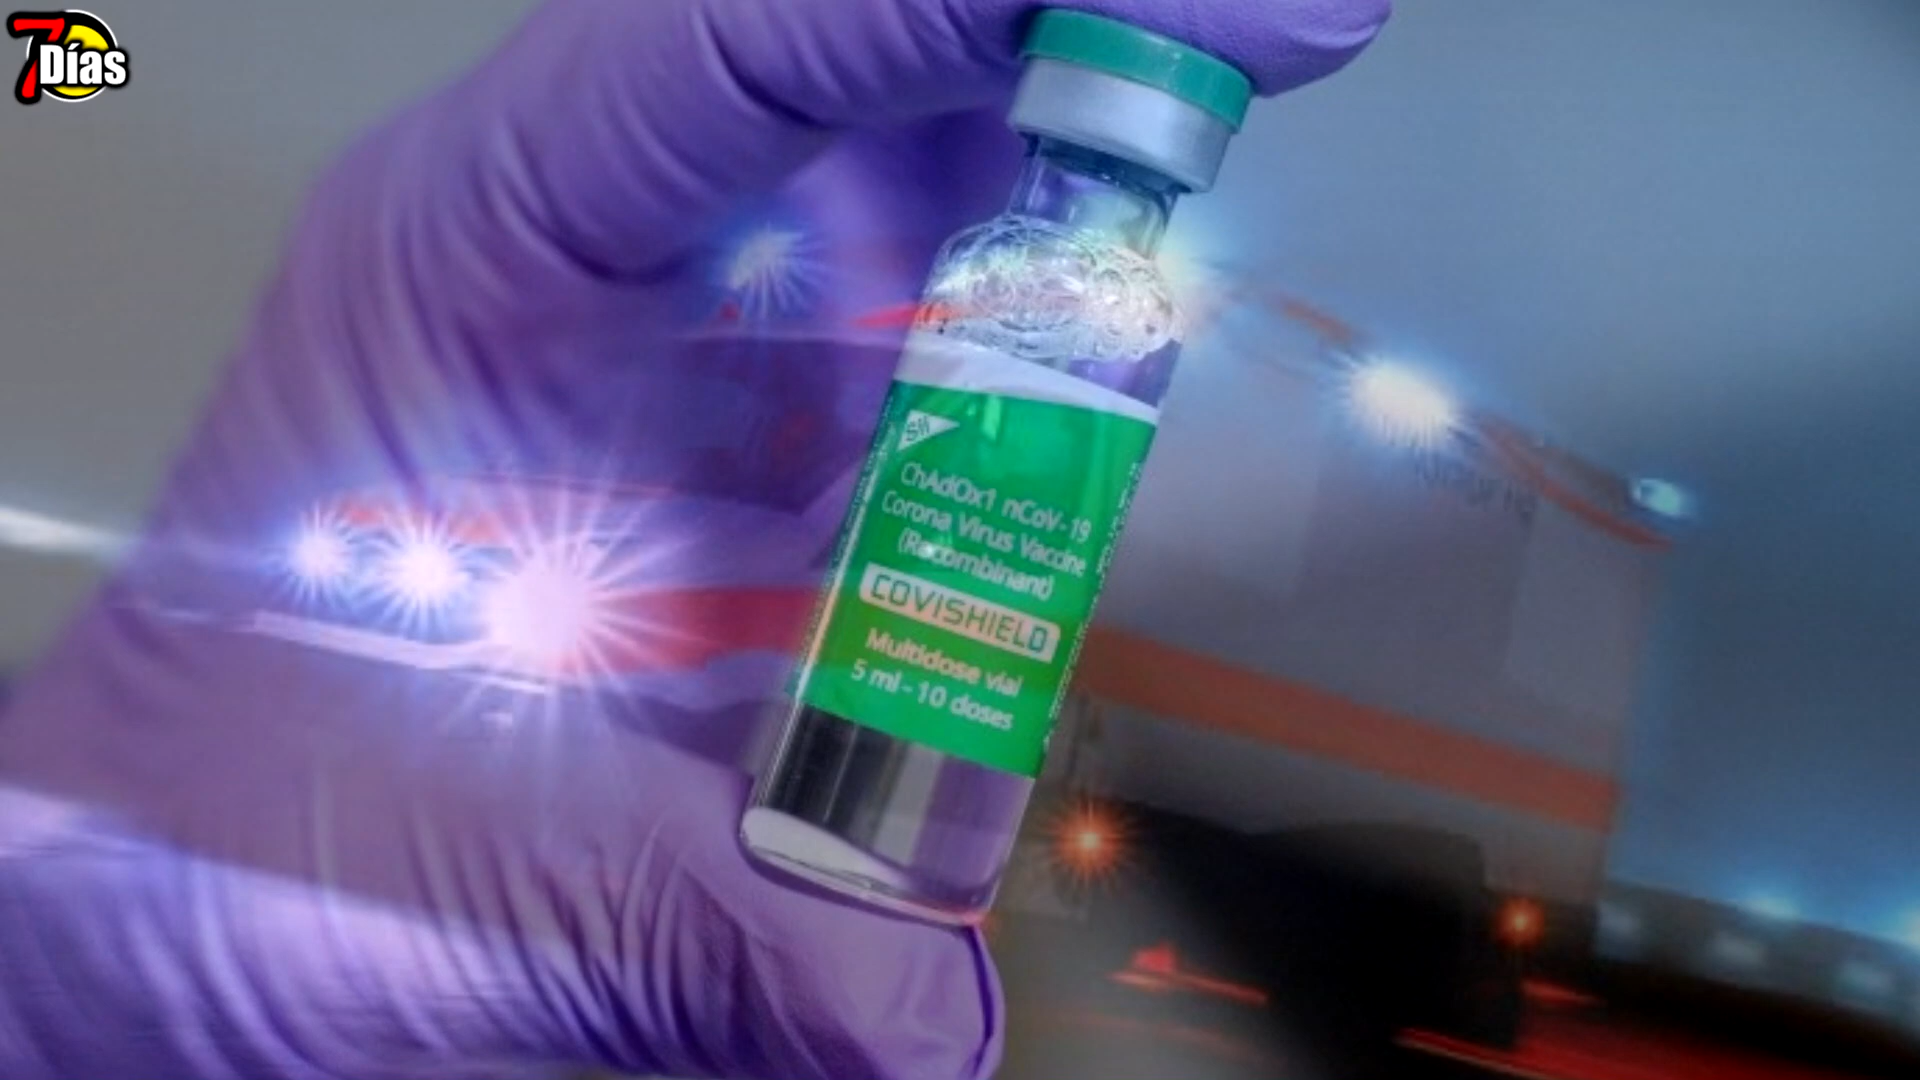 7Días
SII
ChAdOx1 nCoV-19
Corona Virus Vaccine
(Recombinant)
COVISHIELD
Multidose vial
5 ml - 10 doses